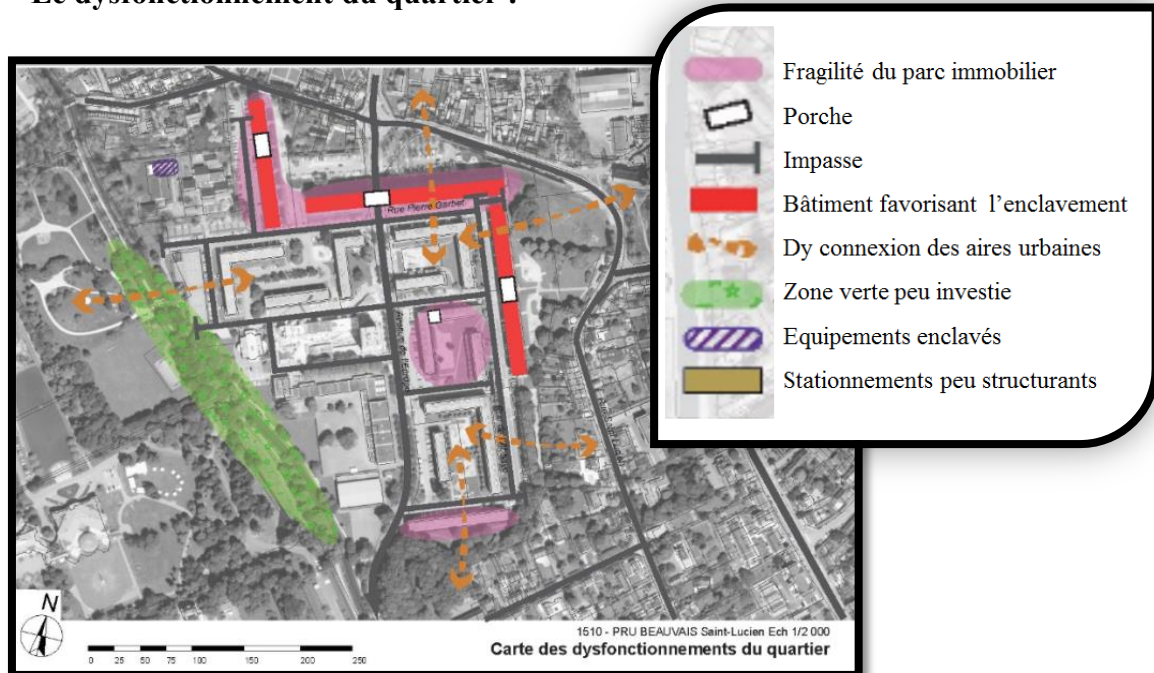 Le dysfonctionnement du quartier :
Fragilité du parc immobilier
Porche
Impasse
Bâtiment favorisant l'enclavement
Dy connexion des aires urbaines
Zone verte peu investie
Equipements enclavés
Stationnements peu structurants
Rue Pierre Garbet
N
0 25 50 75 100 150 200 250
1510 - PRU BEAUVAIS Saint-Lucien Ech 1/2 000
Carte des dysfonctionnements du quartier